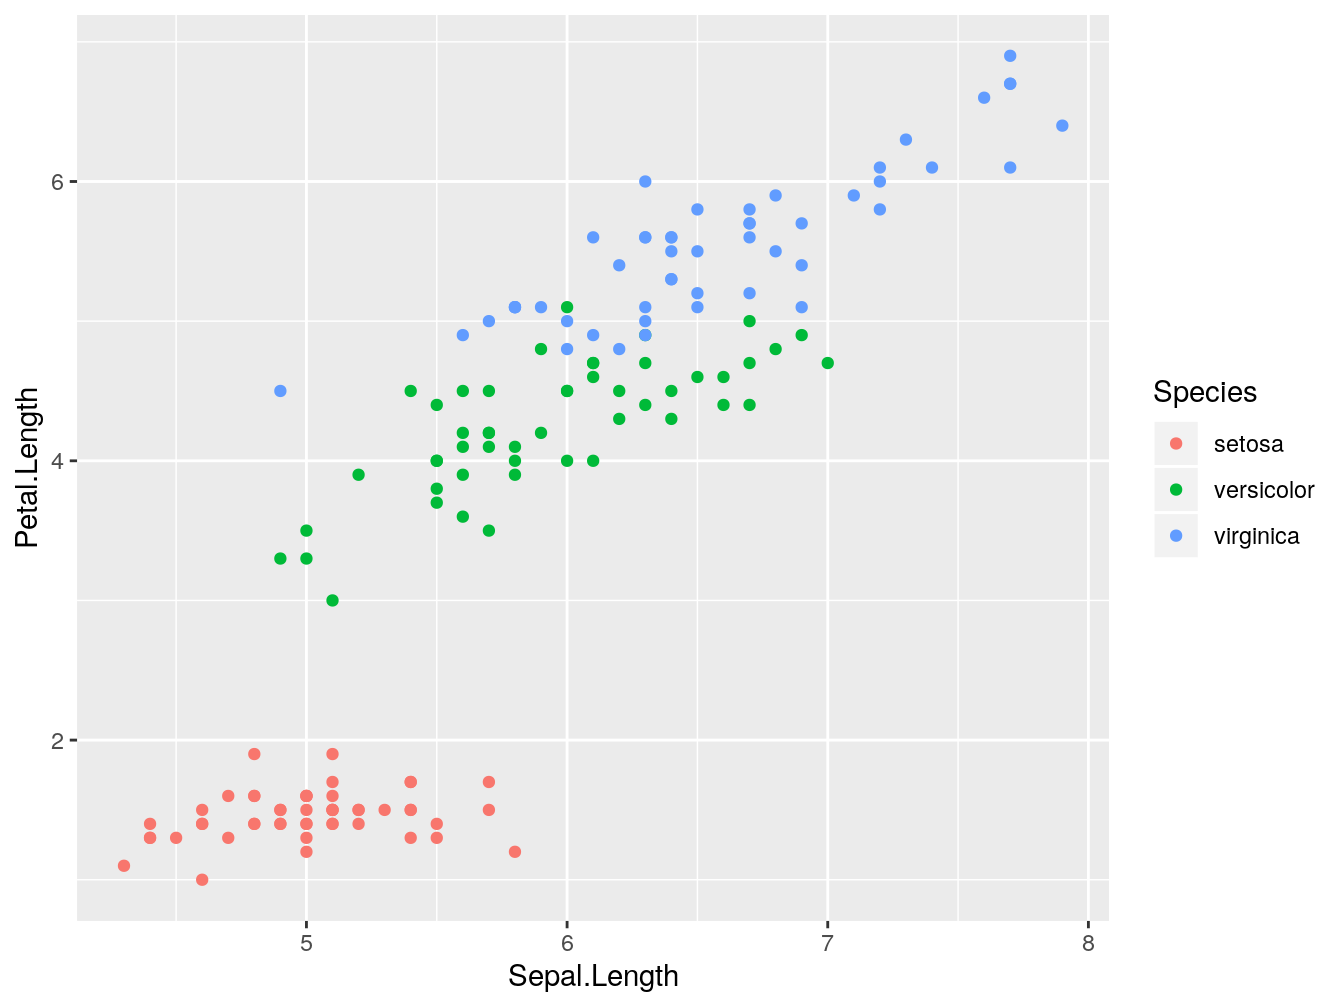 6
4
2
5 6 7 8
Sepal.Length
Petal.Length
Species
setosa
versicolor
virginica